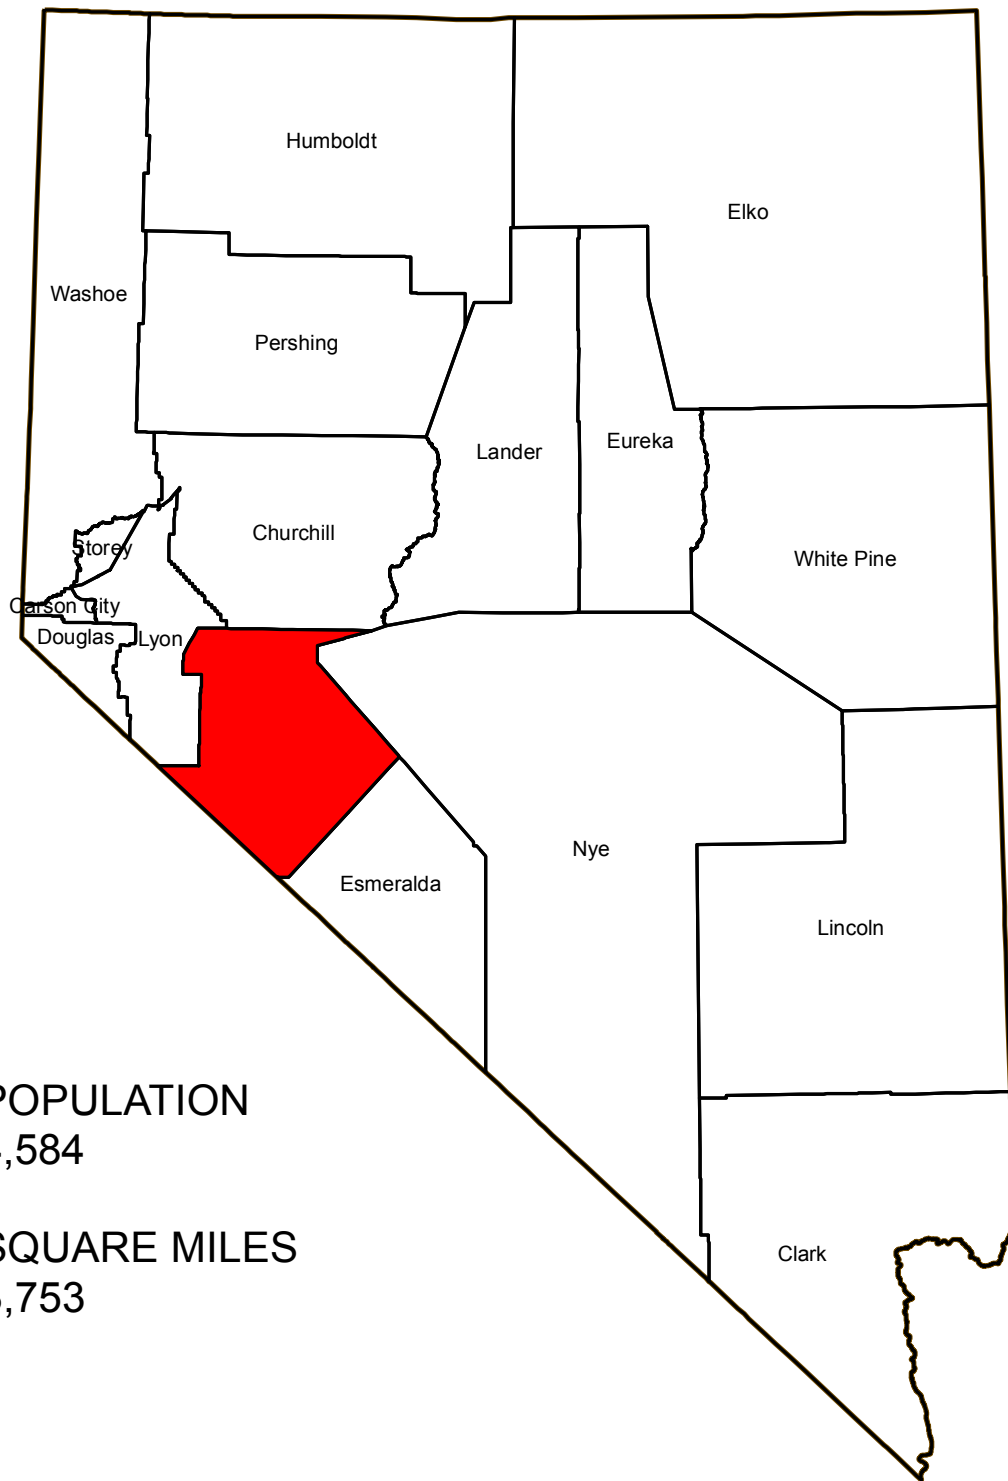 Humboldt
Elko
Washoe
Pershing
Eureka
Lander
Churchill
Storey
White Pine
Carson City
Douglas
Lyon
Nye
Esmeralda
Lincoln
POPULATION
,584
SQUARE MILES
,753
Clark